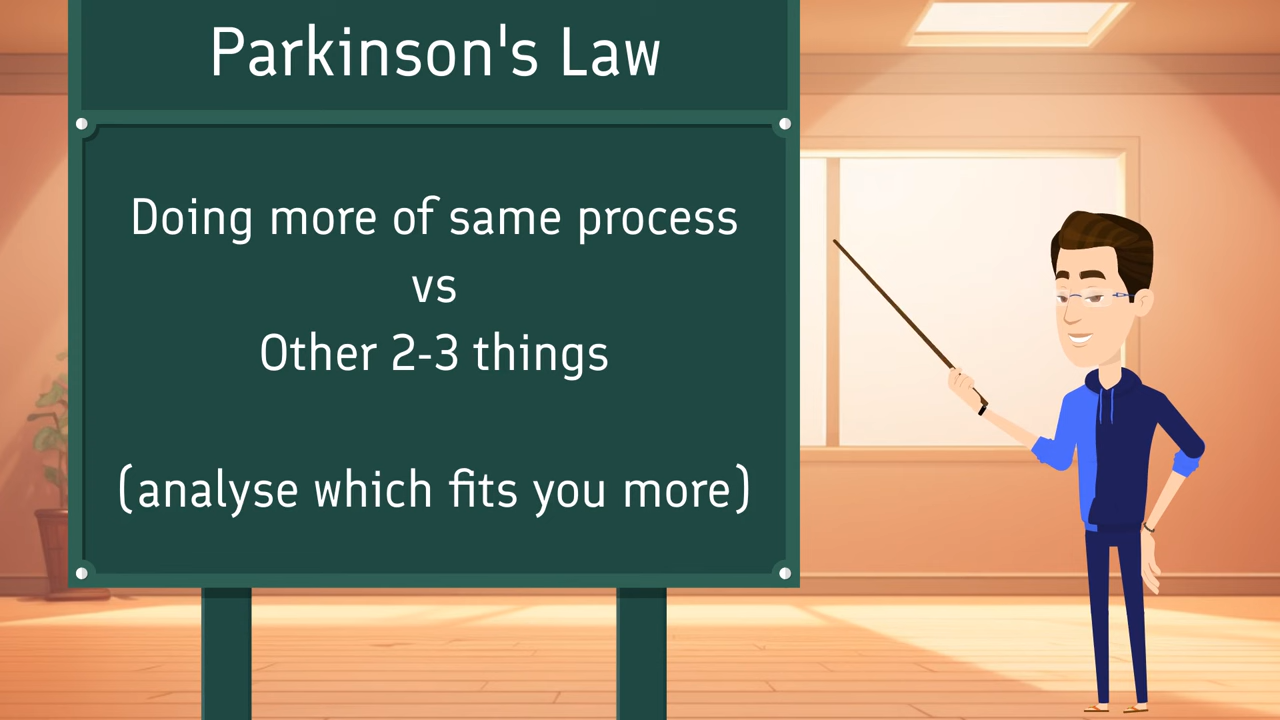 Parkinson's Law
Doing more of same process
vs
Other 2-3 things
(analyse which fits you more)